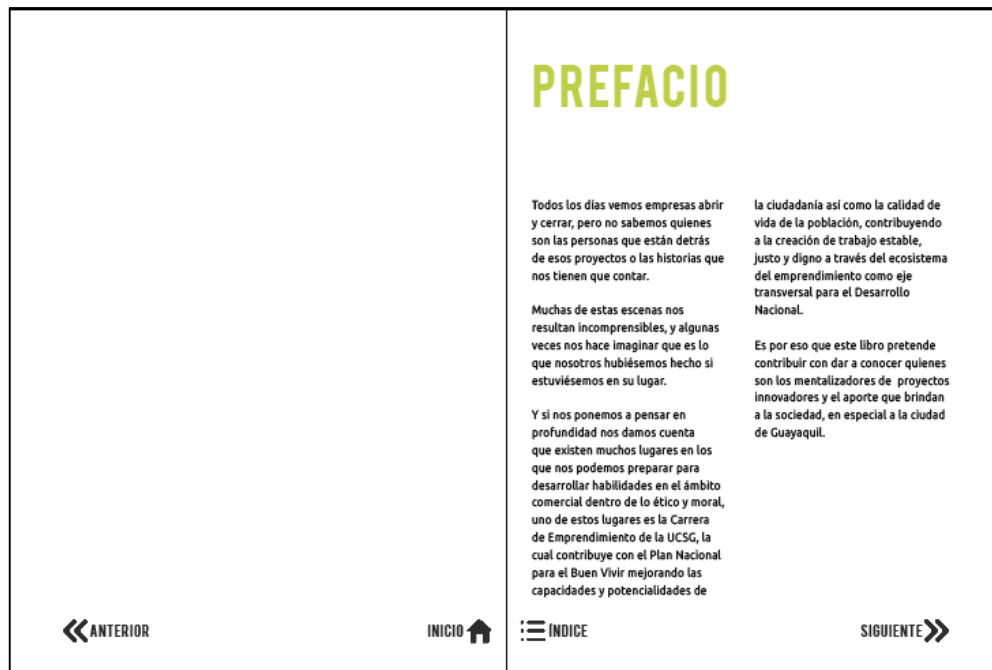 PREFACIO
Todos los días vemos empresas abrir
y cerrar, pero no sabemos quienes
son las personas que están detrás
de esos proyectos o las historias que
nos tienen que contar.
Muchas de estas escenas nos
resultan incomprensibles, y algunas
veces nos hace imaginar que es lo
que nosotros hubiésemos hecho si
estuviésemos en su lugar.
Y si nos ponemos a pensar en
profundidad nos damos cuenta
que existen muchos lugares en los
que nos podemos preparar para
desarrollar habilidades en el ámbito
comercial dentro de lo ético y moral,
uno de estos lugares es la Carrera
de Emprendimiento de la UCSG, la
cual contribuye con el Plan Nacional
para el Buen Vivir mejorando las
capacidades y potencialidades de
la ciudadanía así como la calidad de
vida de la población, contribuyendo
a la creación de trabajo estable,
justo y digno a través del ecosistema
del emprendimiento como eje
transversal para el Desarrollo
Nacional.
Es por eso que este libro pretende
contribuir con dar a conocer quienes
son los mentalizadores de  proyectos
innovadores y el aporte que brindan
a la sociedad, en especial a la ciudad
de Guayaquil.
ANTERIOR
INICIO
ÍNDICE
SIGUIENTE